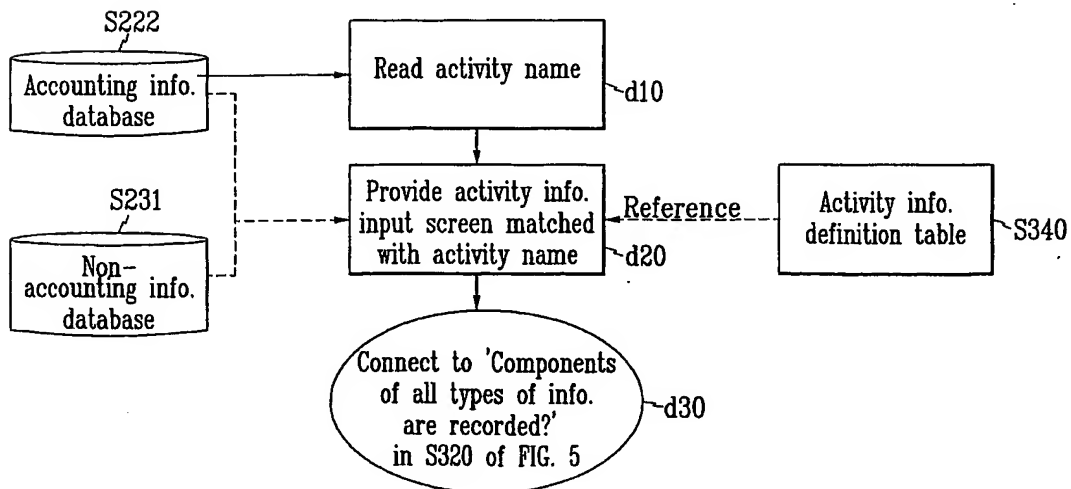 S222
Accounting info.
database
Read activity name
d10
S231
Non-
accounting info.
database
Provide activity info.
input screen matched
with activity name
d20
Reference
Activity info.
definition table
S340
Connect to 'Components
of all types of info.
are recorded?'
in S320 of FIG. 5
d30